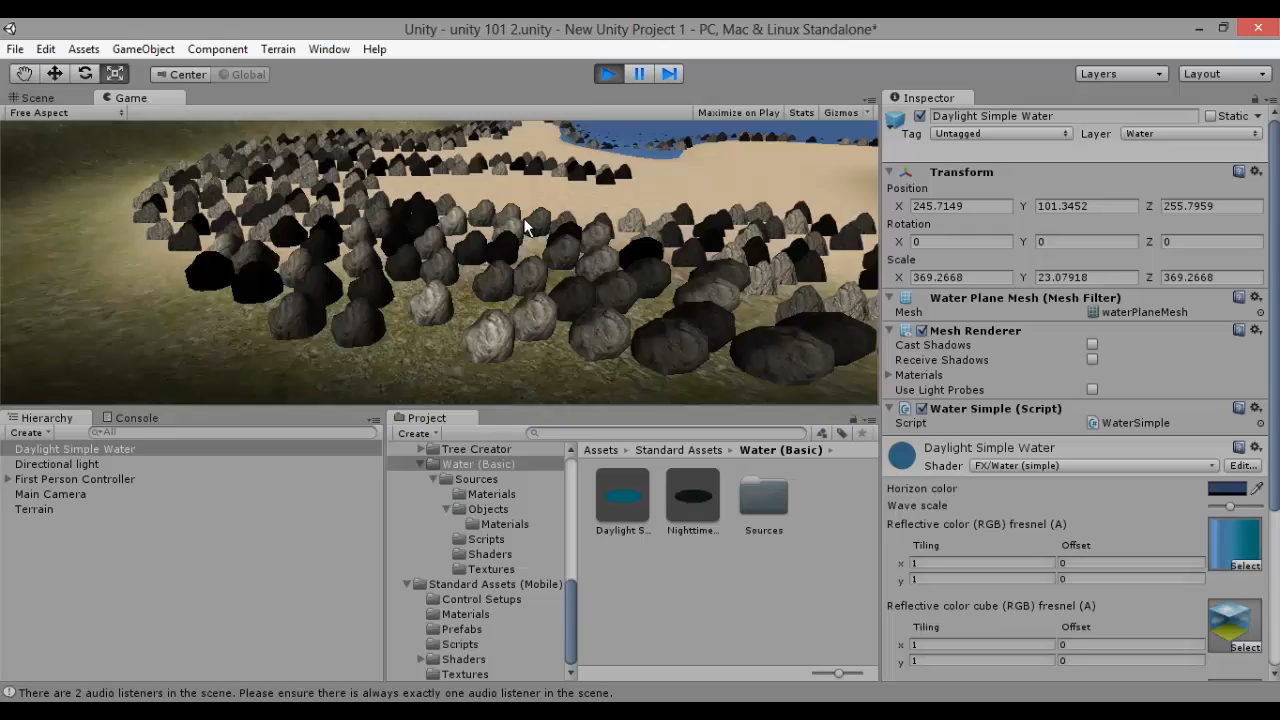 Unity - unity 101 2.unity - New Unity Project 1 - PC, Mac & Linux Standalone*
File Edit Assets GameObject Component Terrain Window Help
Center Global Layers Layout
Scene Game Inspector
Free Aspect Maximize on Play Stats Gizmos
Daylight Simple Water Static
Tag Untagged Layer Water
Transform
Position
X 245.7149 Y 101.3452 Z 255.7959
Rotation
X 0 Y 0 Z 0
Scale
X 369.2668 Y 23.07918 Z 369.2668
Water Plane Mesh (Mesh Filter)
Mesh waterPlaneMesh
Mesh Renderer
Cast Shadows
Receive Shadows
Materials
Use Light Probes
Water Simple (Script)
Script WaterSimple
Daylight Simple Water
Shader FX/Water (simple) Edit...
Horizon color
Wave scale
Reflective color (RGB) fresnel (A)
Tiling Offset
x 1 0
y 1 0
Select
Reflective color cube (RGB) fresnel (A)
Tiling Offset
x 1 0
y 1 0
Select
Hierarchy Console
Create All
Daylight Simple Water
Directional light
First Person Controller
Main Camera
Terrain
Project
Create
Tree Creator
Water (Basic)
Sources
Materials
Objects
Materials
Scripts
Shaders
Textures
Standard Assets (Mobile)
Control Setups
Materials
Prefabs
Scripts
Shaders
Textures
Assets Standard Assets Water (Basic)
Daylight S... Nighttime... Sources
There are 2 audio listeners in the scene. Please ensure there is always exactly one audio listener in the scene.